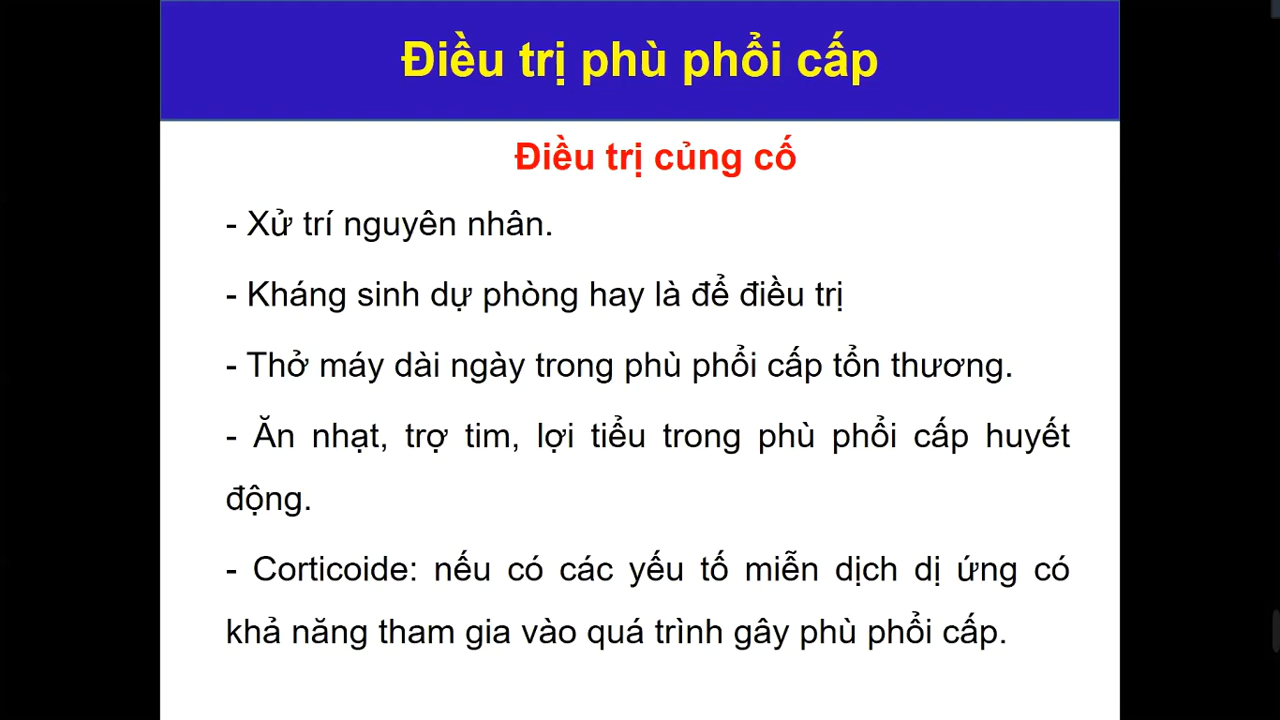 Điều trị phù phổi cấp
Điều trị củng cố
- Xử trí nguyên nhân.
- Kháng sinh dự phòng hay là để điều trị
- Thở máy dài ngày trong phù phổi cấp tổn thương.
- Ăn nhạt, trợ tim, lợi tiểu trong phù phổi cấp huyết
động.
- Corticoide: nếu có các yếu tố miễn dịch dị ứng có
khả năng tham gia vào quá trình gây phù phổi cấp.